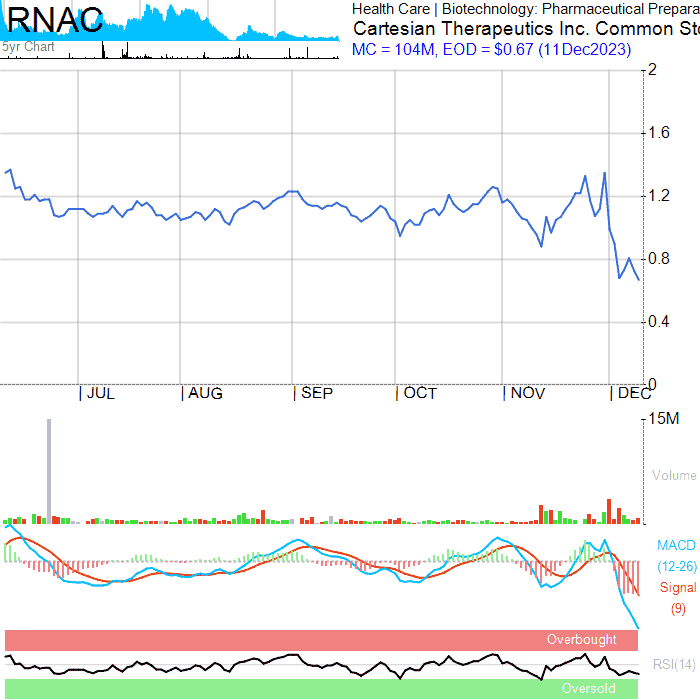 RNAC
5yr Chart
Health Care | Biotechnology: Pharmaceutical Prepara
Cartesian Therapeutics Inc. Common Sto
MC = 104M, EOD = $0.67 (11Dec2023)
2
1.6
1.2
0.8
0.4
0
| JUL | AUG | SEP | OCT | NOV | DEC
15M
Volume
MACD
(12-26)
Signal
(9)
Overbought
RSI(14)
Oversold